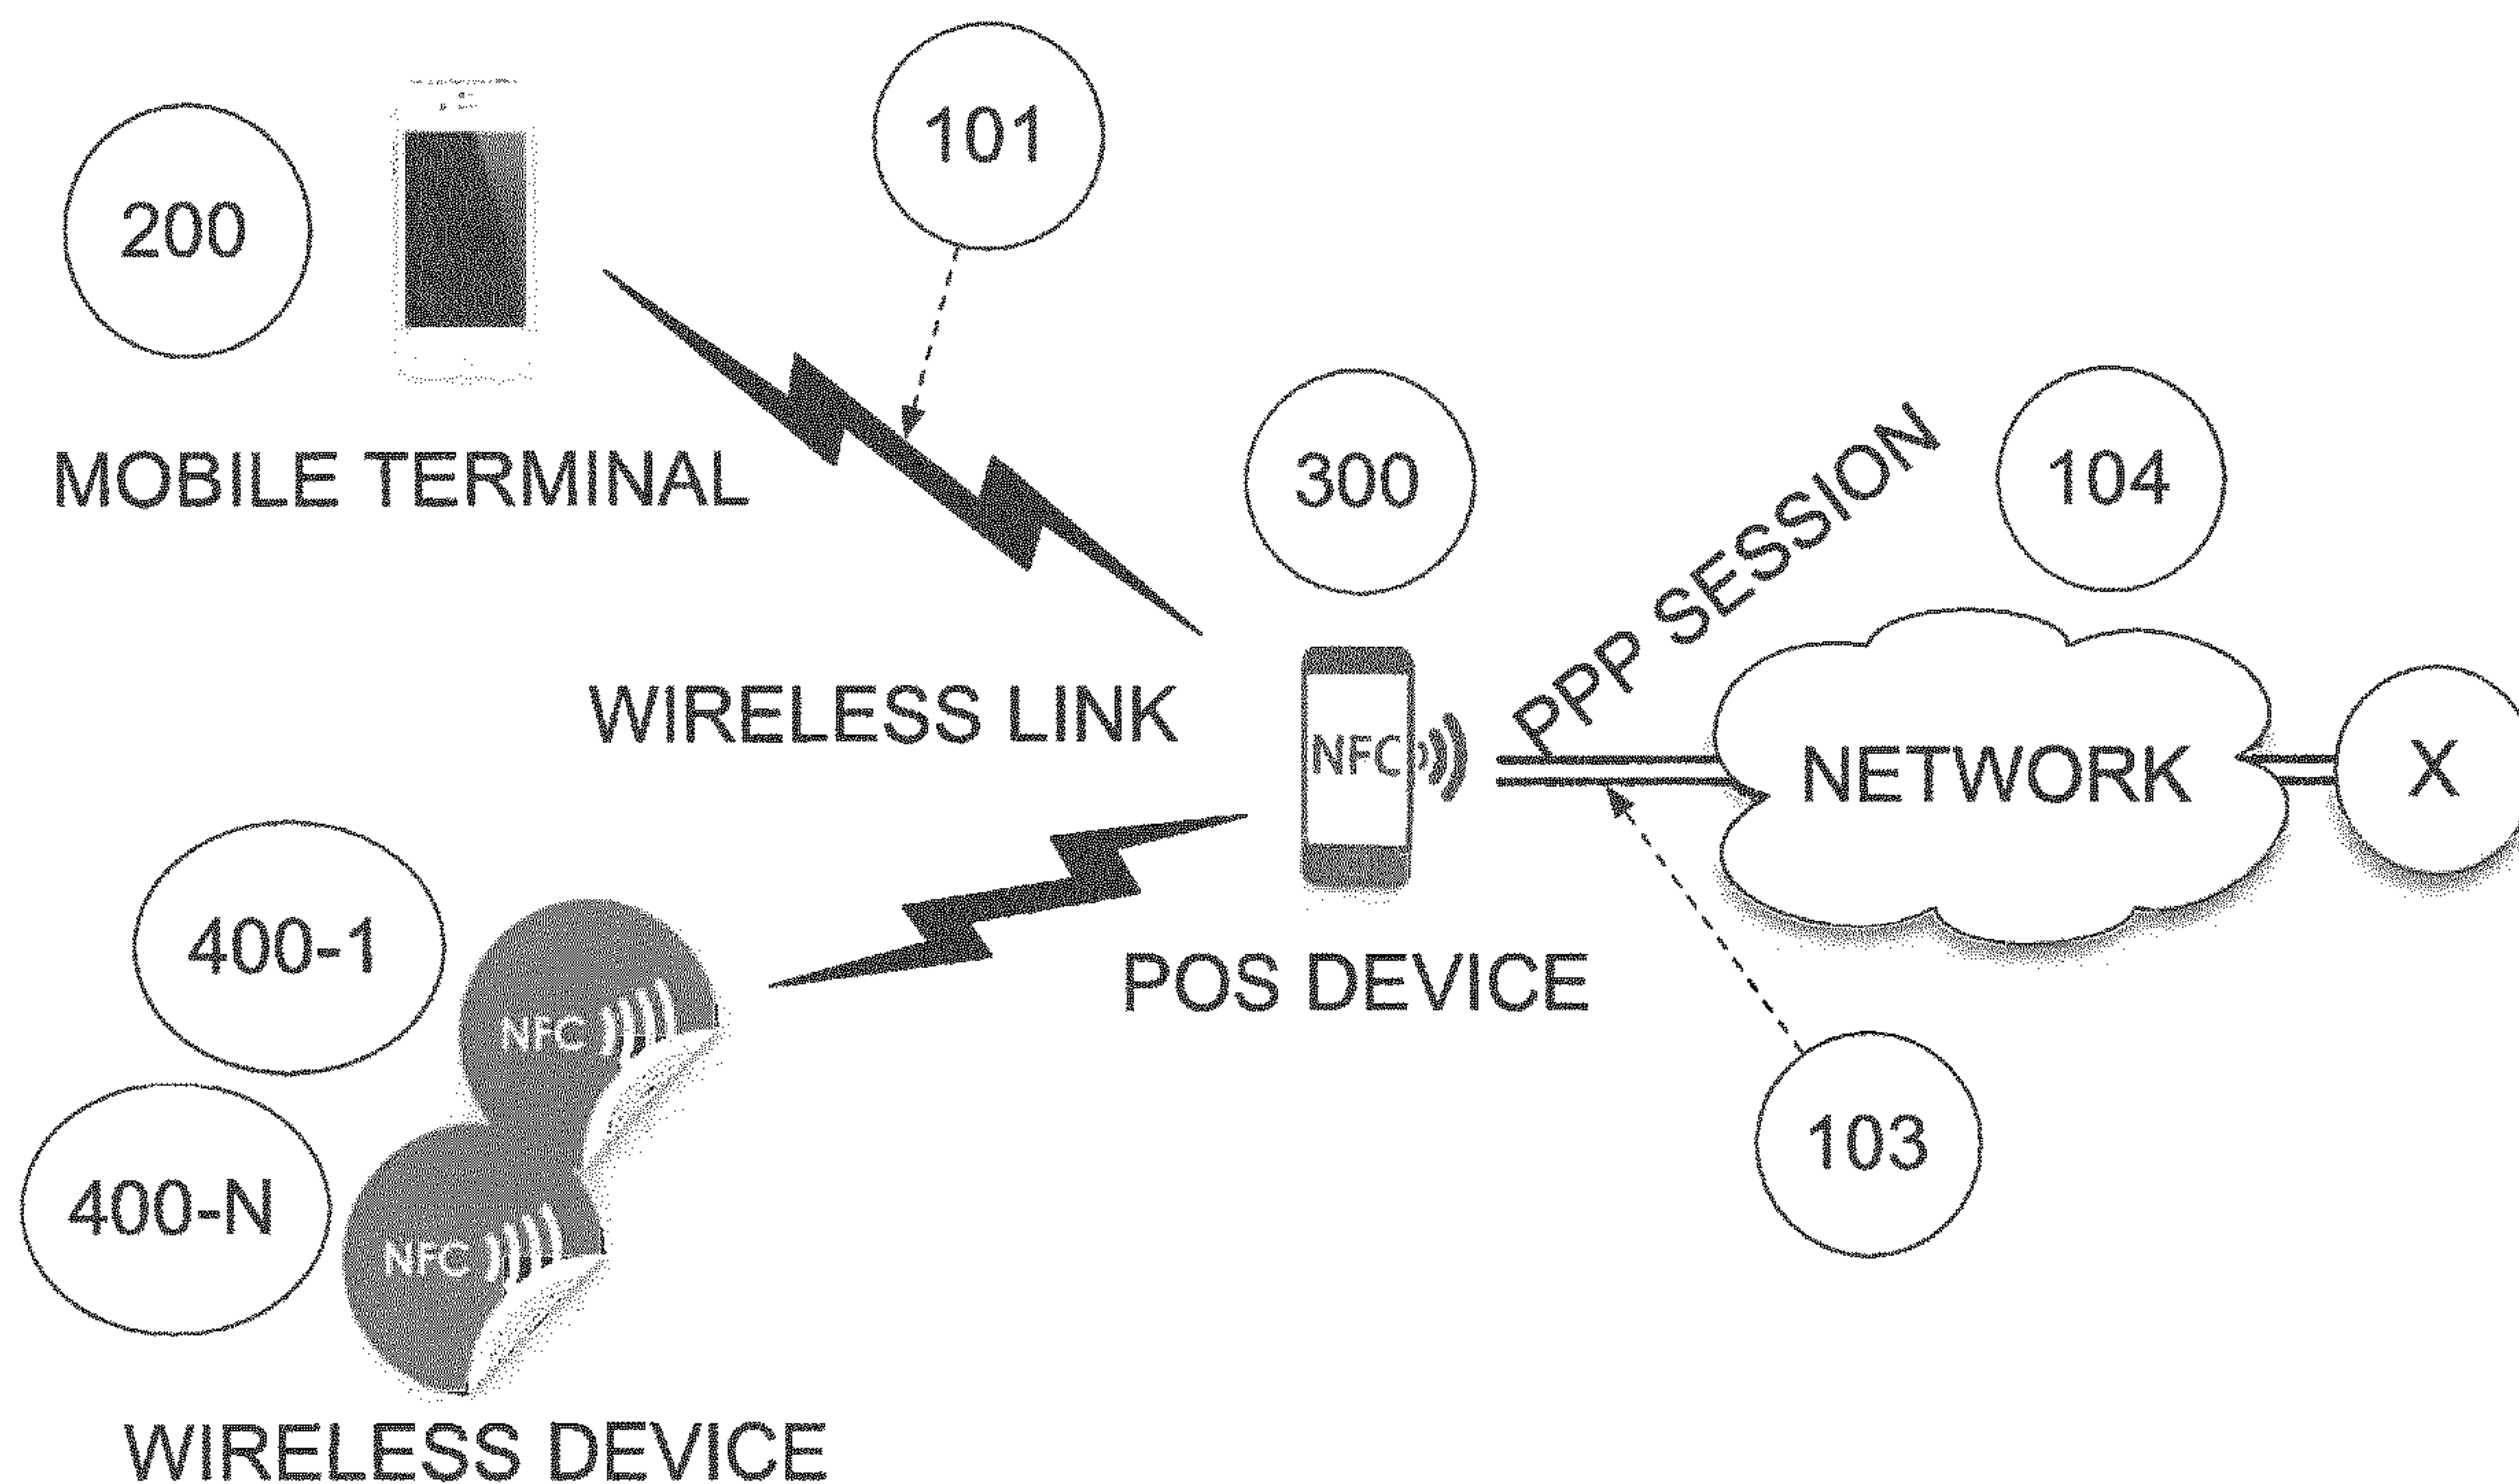 101
200
MOBILE TERMINAL
300
104
PPP SESSION
WIRELESS LINK
NFC
NETWORK
X
400-1
POS DEVICE
NFC
103
400-N
NFC
WIRELESS DEVICE